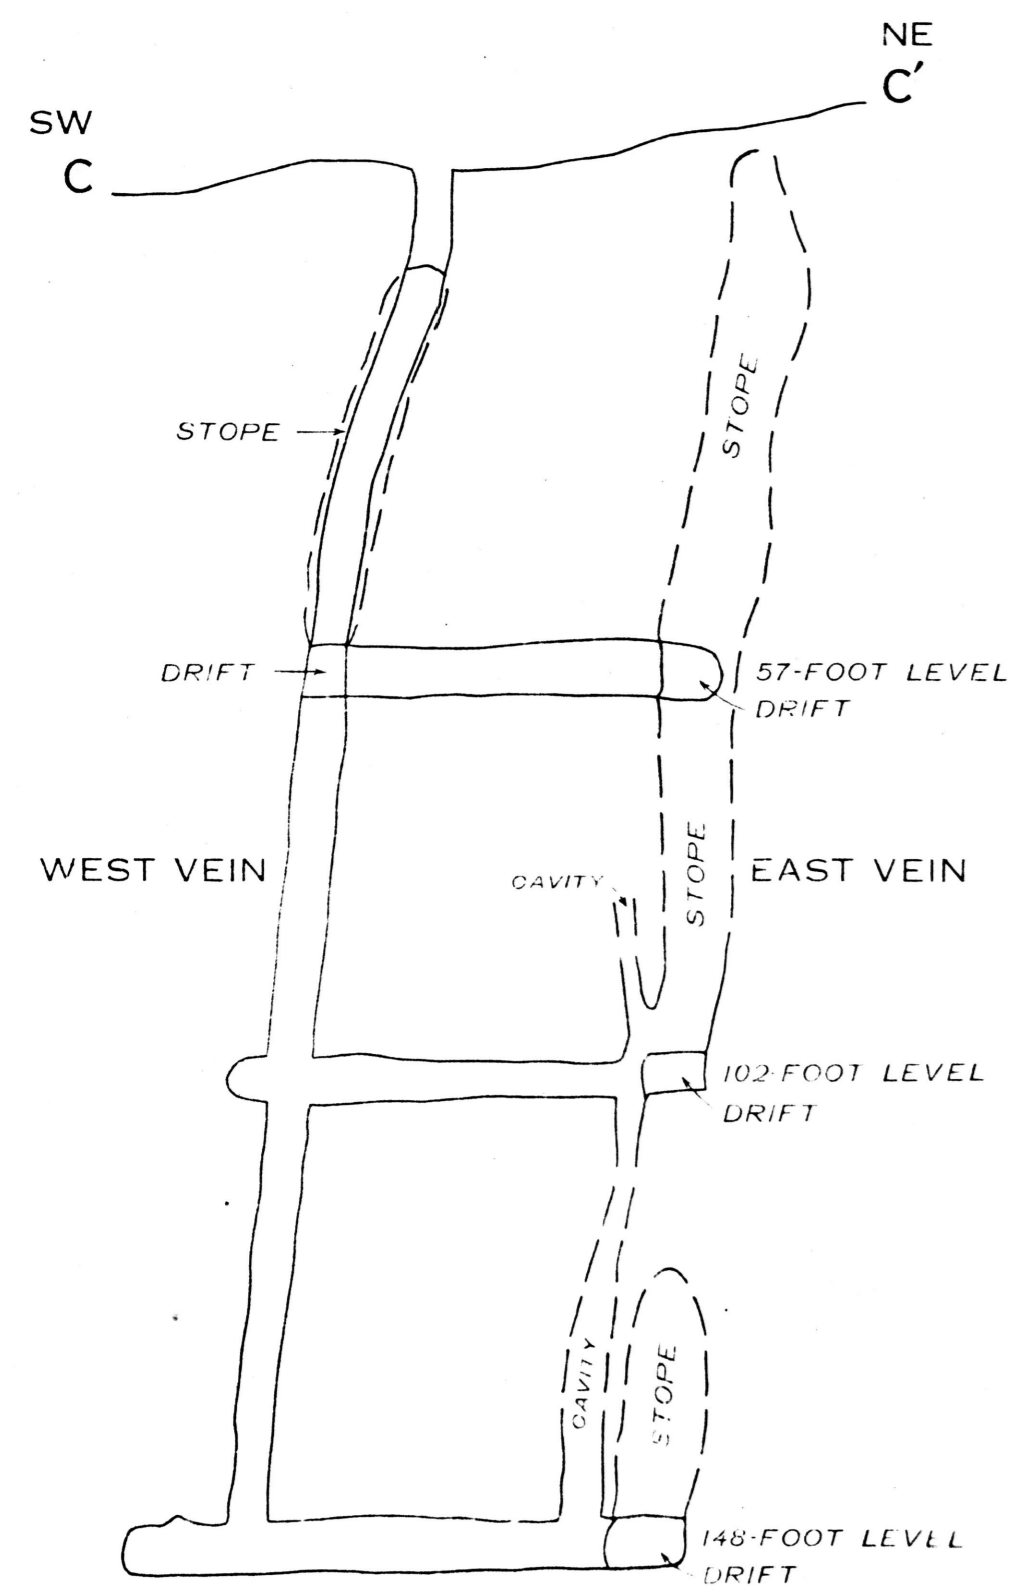 NE
C′
SW
C
STOPE
STOPE
DRIFT
57-FOOT LEVEL
DRIFT
WEST VEIN
CAVITY
STOPE
EAST VEIN
102-FOOT LEVEL
DRIFT
CAVITY
STOPE
148-FOOT LEVEL
DRIFT